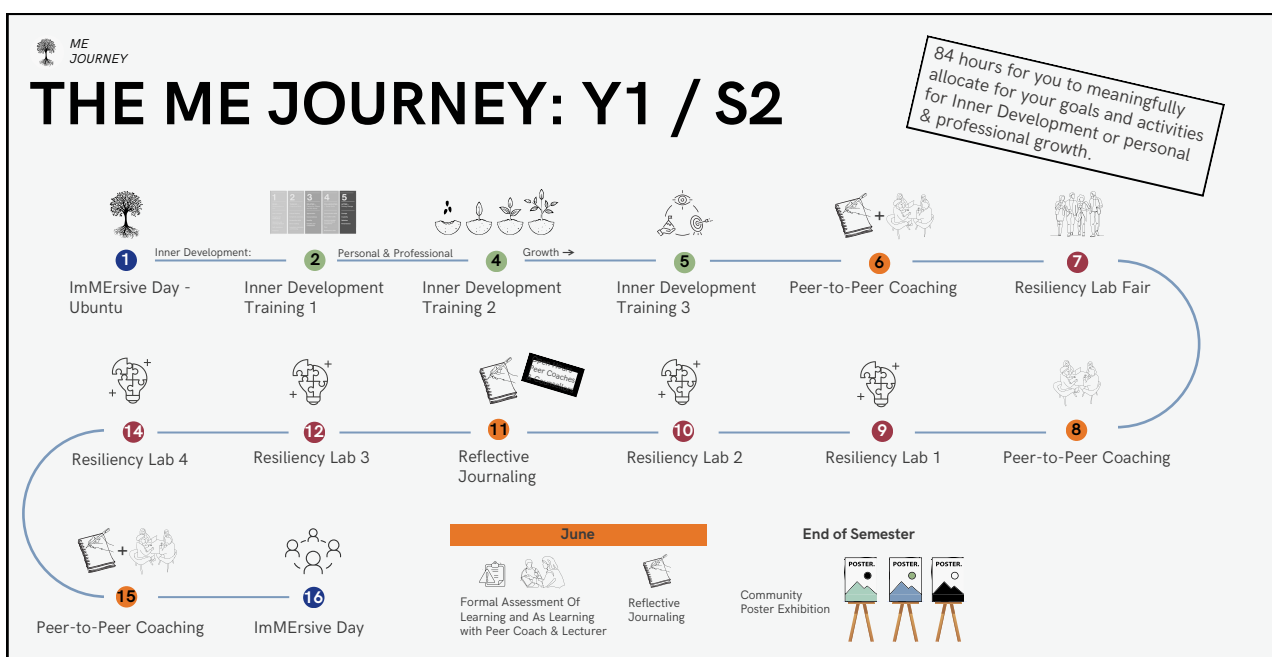 ME
JOURNEY
THE ME JOURNEY: Y1 / S2
84 hours for you to meaningfully
allocate for your goals and activities
for Inner Development or personal
& professional growth.
1 2 3 4 5
1
Inner Development:
2
Personal & Professional
4
Growth →
5
6
7
ImMErsive Day -
Ubuntu
Inner Development
Training 1
Inner Development
Training 2
Inner Development
Training 3
Peer-to-Peer Coaching
Resiliency Lab Fair
Peer Coaches
14
12
11
10
9
8
Resiliency Lab 4
Resiliency Lab 3
Reflective
Journaling
Resiliency Lab 2
Resiliency Lab 1
Peer-to-Peer Coaching
15
16
Peer-to-Peer Coaching
ImMErsive Day
June
Formal Assessment Of
Learning and As Learning
with Peer Coach & Lecturer
Reflective
Journaling
End of Semester
Community
Poster Exhibition
POSTER.
POSTER.
POSTER.